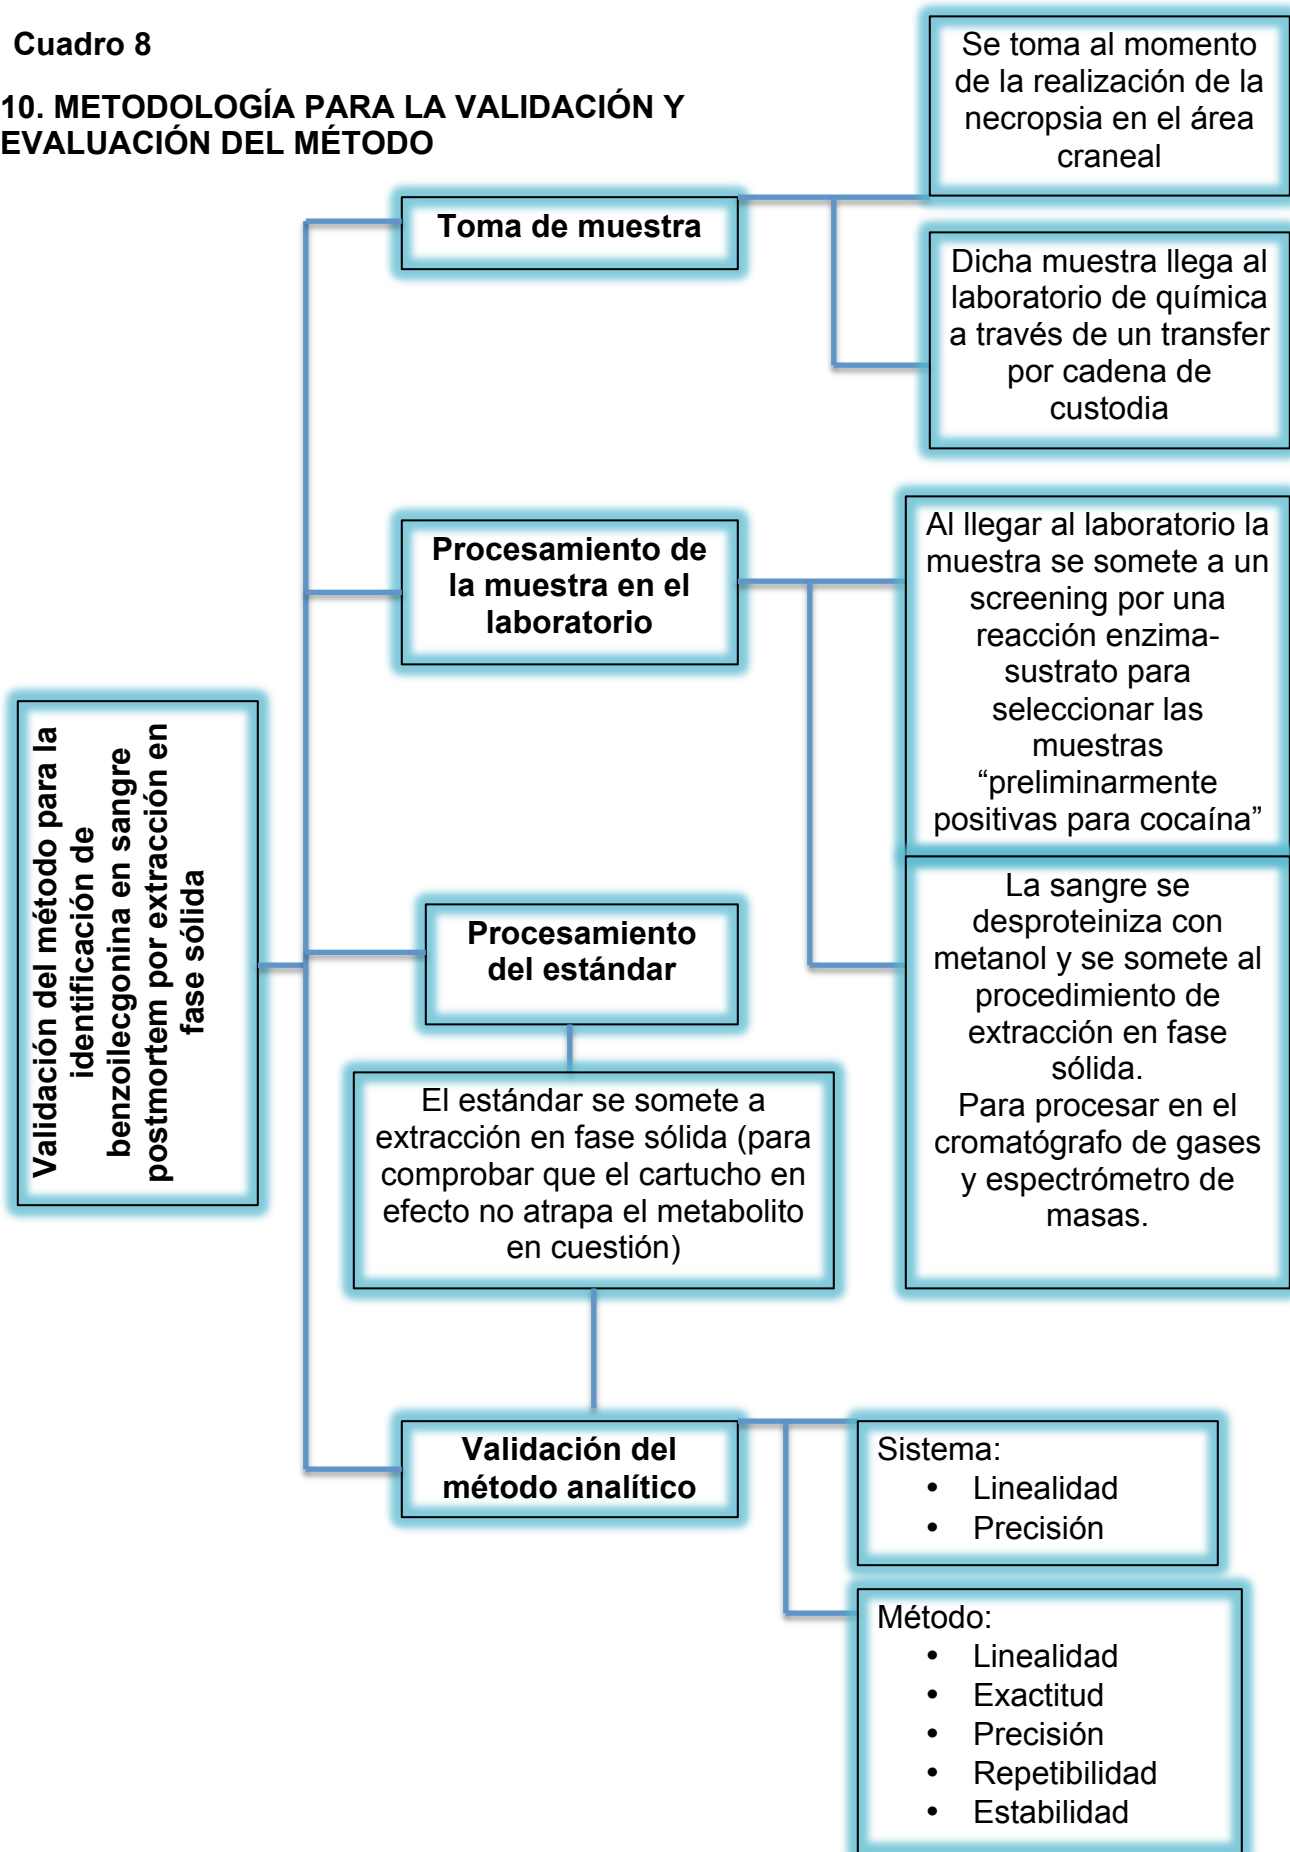 Cuadro 8
10. METODOLOGÍA PARA LA VALIDACIÓN Y
EVALUACIÓN DEL MÉTODO
Se toma al momento
de la realización de la
necropsia en el área
craneal
Toma de muestra
Dicha muestra llega al
laboratorio de química
a través de un transfer
por cadena de
custodia
Procesamiento de
la muestra en el
laboratorio
Al llegar al laboratorio la
muestra se somete a un
screening por una
reacción enzima-
sustrato para
seleccionar las
muestras
“preliminarmente
positivas para cocaína”
Validación del método para la
identificación de
benzoilecgonina en sangre
postmortem por extracción en
fase sólida
La sangre se
desproteiniza con
metanol y se somete al
procedimiento de
extracción en fase
sólida.
Para procesar en el
cromatógrafo de gases
y espectrómetro de
masas.
Procesamiento
del estándar
El estándar se somete a
extracción en fase sólida (para
comprobar que el cartucho en
efecto no atrapa el metabolito
en cuestión)
Validación del
método analítico
Sistema:
• Linealidad
• Precisión
Método:
• Linealidad
• Exactitud
• Precisión
• Repetibilidad
• Estabilidad